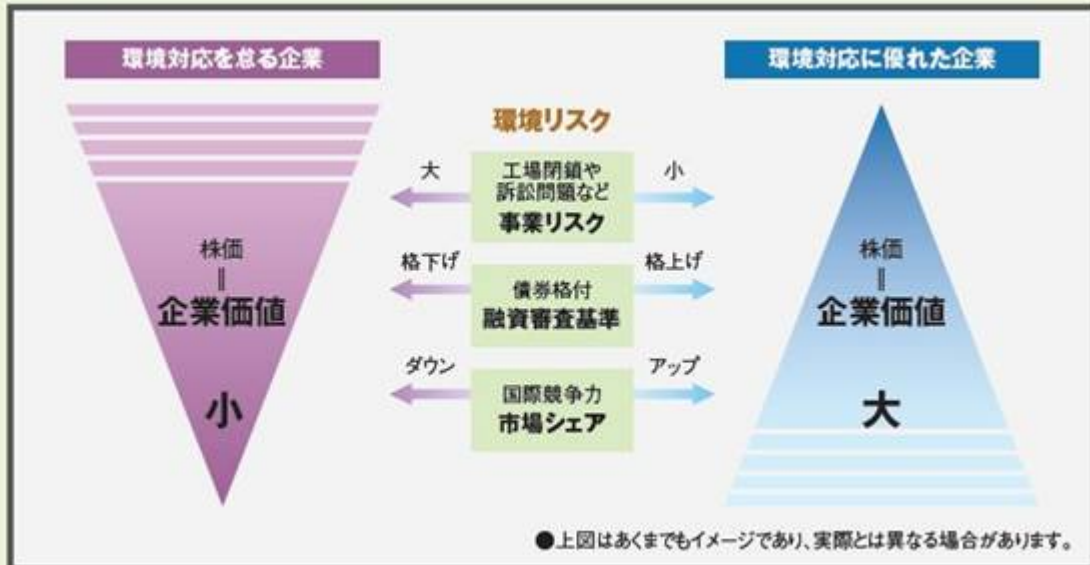 環境対応を怠る企業
環境対応に優れた企業
環境リスク
大
工場閉鎖や
訴訟問題など
事業リスク
小
格下げ
債券格付
融資審査基準
格上げ
ダウン
国際競争力
市場シェア
アップ
株価
||
企業価値
小
株価
||
企業価値
大
●上図はあくまでもイメージであり、実際とは異なる場合があります。